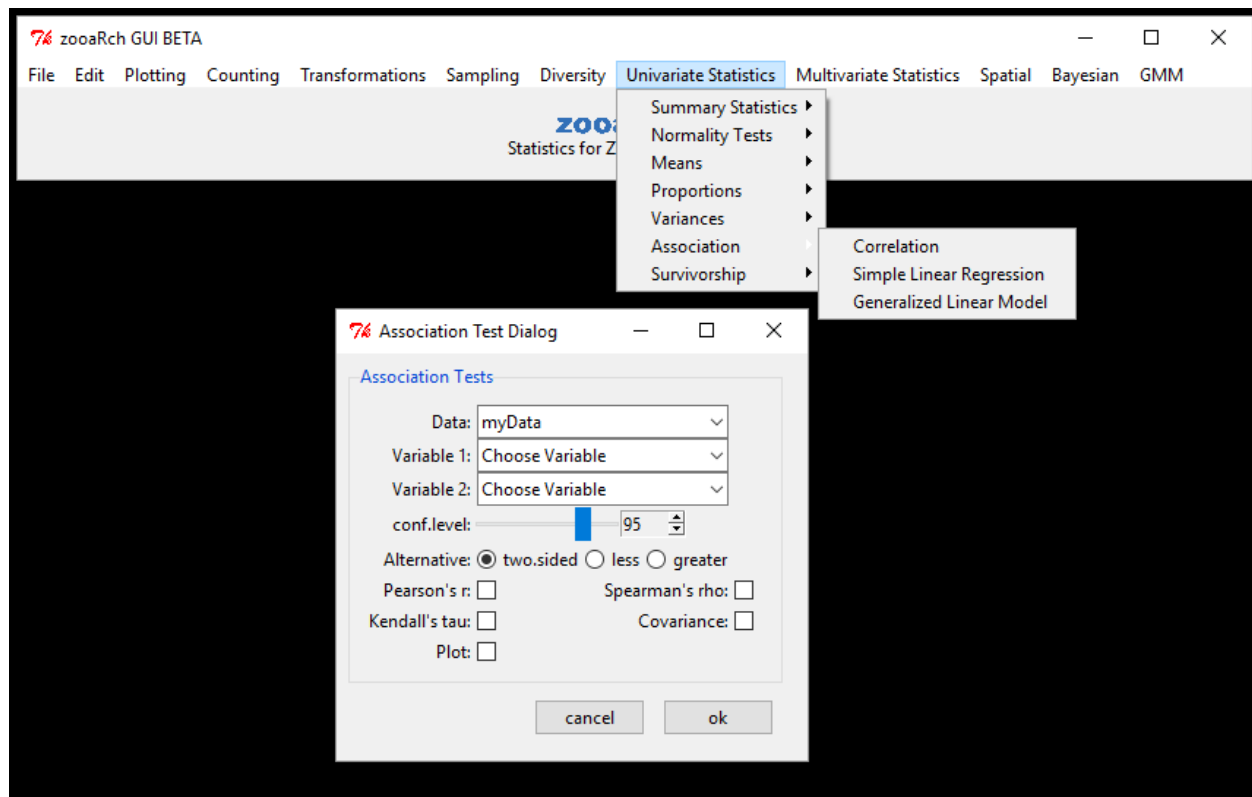 zooaRch GUI BETA
File Edit Plotting Counting Transformations Sampling Diversity Univariate Statistics Multivariate Statistics Spatial Bayesian GMM
zooa
Statistics for Z
Summary Statistics
Normality Tests
Means
Proportions
Variances
Association
Survivorship
Correlation
Simple Linear Regression
Generalized Linear Model
Association Test Dialog
Association Tests
Data: myData
Variable 1: Choose Variable
Variable 2: Choose Variable
conf.level: 95
Alternative: two.sided less greater
Pearson's r: Spearman's rho:
Kendall's tau: Covariance:
Plot:
cancel ok